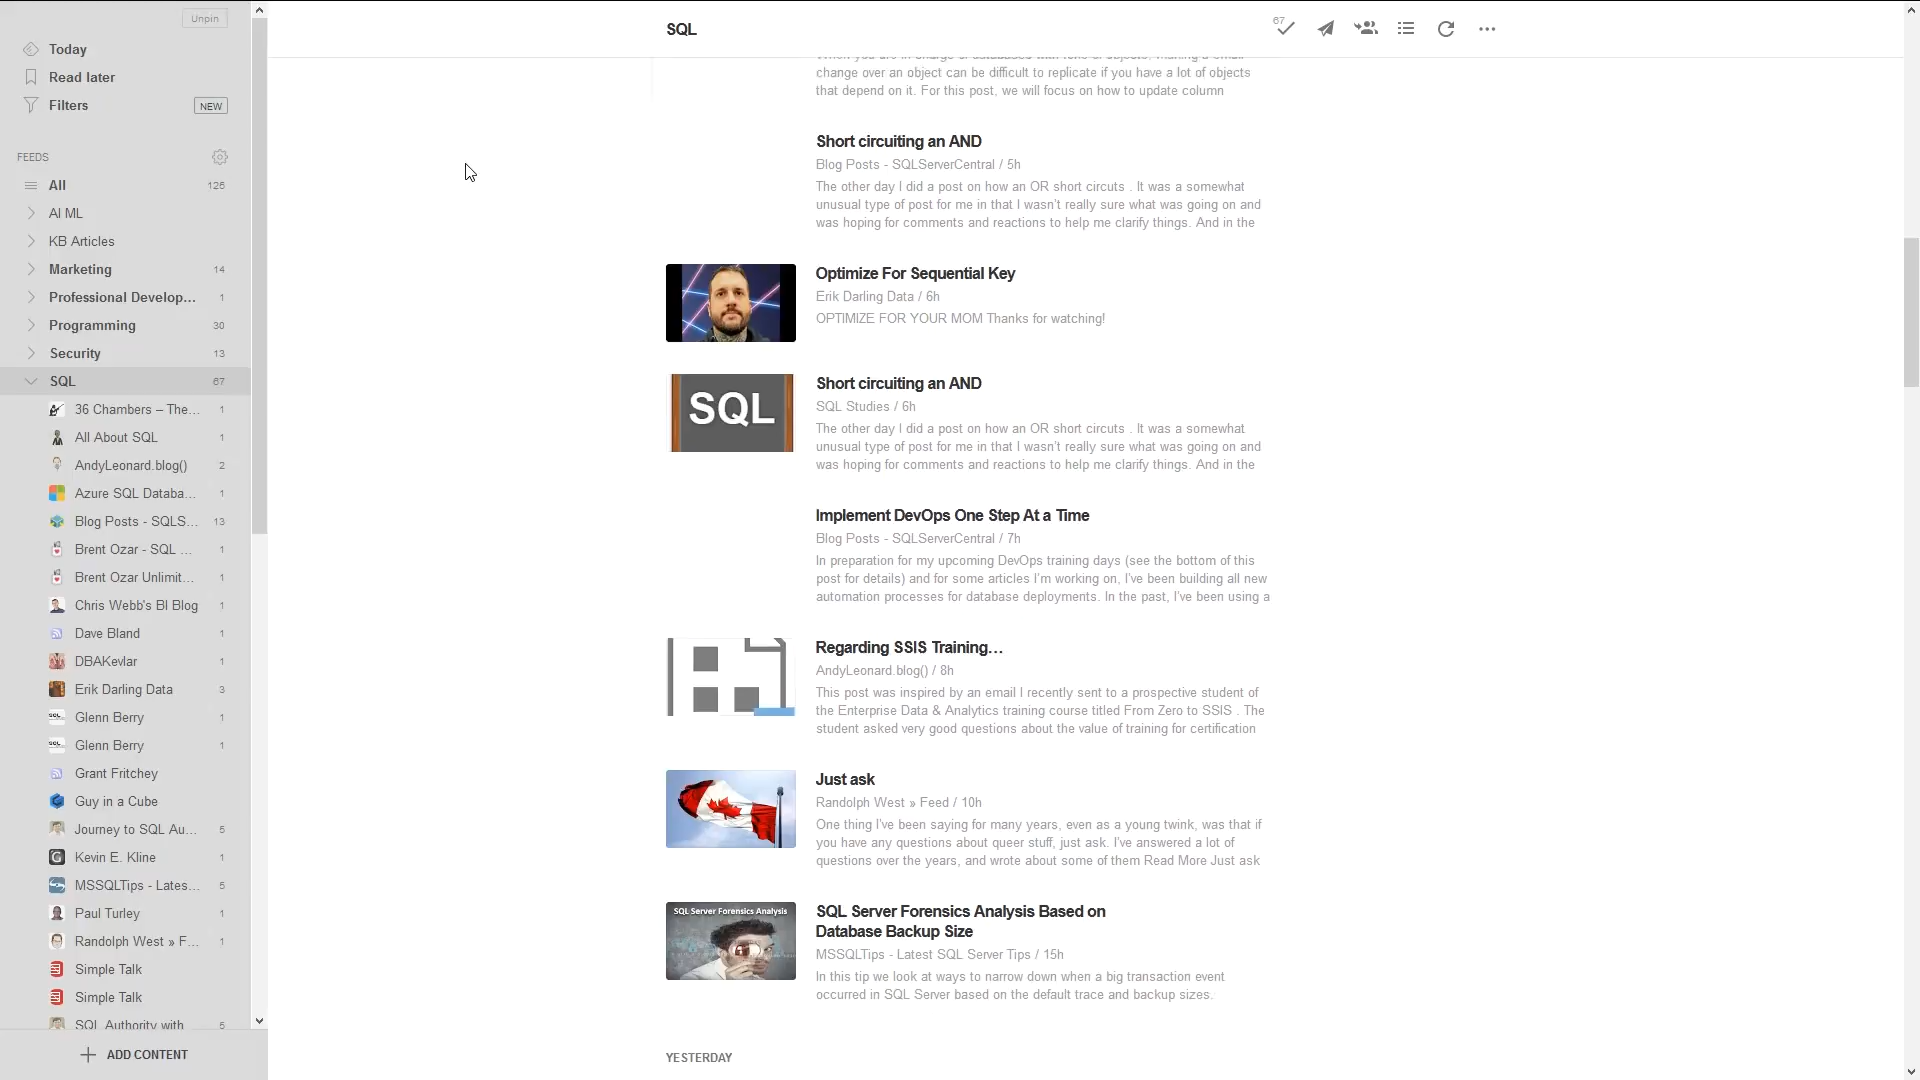 Unpin
Today
Read later
Filters
NEW
FEEDS
All
126
AI ML
KB Articles
Marketing
14
Professional Develop...
1
Programming
30
Security
13
SQL
67
36 Chambers – The...
1
All About SQL
1
AndyLeonard.blog()
2
Azure SQL Databa...
1
Blog Posts - SQLS...
13
Brent Ozar - SQL ...
1
Brent Ozar Unlimit...
1
Chris Webb's BI Blog
1
Dave Bland
1
DBAKevlar
1
Erik Darling Data
3
Glenn Berry
1
Glenn Berry
1
Grant Fritchey
Guy in a Cube
Journey to SQL Au...
5
Kevin E. Kline
1
MSSQLTips - Lates...
5
Paul Turley
1
Randolph West » F...
1
Simple Talk
Simple Talk
SQL Authority with
5
ADD CONTENT
SQL
67
When you are in charge of databases with tons of objects, making a small
change over an object can be difficult to replicate if you have a lot of objects
that depend on it. For this post, we will focus on how to update column
Short circuiting an AND
Blog Posts - SQLServerCentral / 5h
The other day I did a post on how an OR short circuts . It was a somewhat
unusual type of post for me in that I wasn't really sure what was going on and
was hoping for comments and reactions to help me clarify things. And in the
Optimize For Sequential Key
Erik Darling Data / 6h
OPTIMIZE FOR YOUR MOM Thanks for watching!
SQL
Short circuiting an AND
SQL Studies / 6h
The other day I did a post on how an OR short circuts . It was a somewhat
unusual type of post for me in that I wasn't really sure what was going on and
was hoping for comments and reactions to help me clarify things. And in the
Implement DevOps One Step At a Time
Blog Posts - SQLServerCentral / 7h
In preparation for my upcoming DevOps training days (see the bottom of this
post for details) and for some articles I'm working on, I've been building all new
automation processes for database deployments. In the past, I've been using a
Regarding SSIS Training…
AndyLeonard.blog() / 8h
This post was inspired by an email I recently sent to a prospective student of
the Enterprise Data & Analytics training course titled From Zero to SSIS . The
student asked very good questions about the value of training for certification
Just ask
Randolph West » Feed / 10h
One thing I've been saying for many years, even as a young twink, was that if
you have any questions about queer stuff, just ask. I've answered a lot of
questions over the years, and wrote about some of them Read More Just ask
SQL Server Forensics Analysis
SQL Server Forensics Analysis Based on
Database Backup Size
MSSQLTips - Latest SQL Server Tips / 15h
In this tip we look at ways to narrow down when a big transaction event
occurred in SQL Server based on the default trace and backup sizes.
YESTERDAY